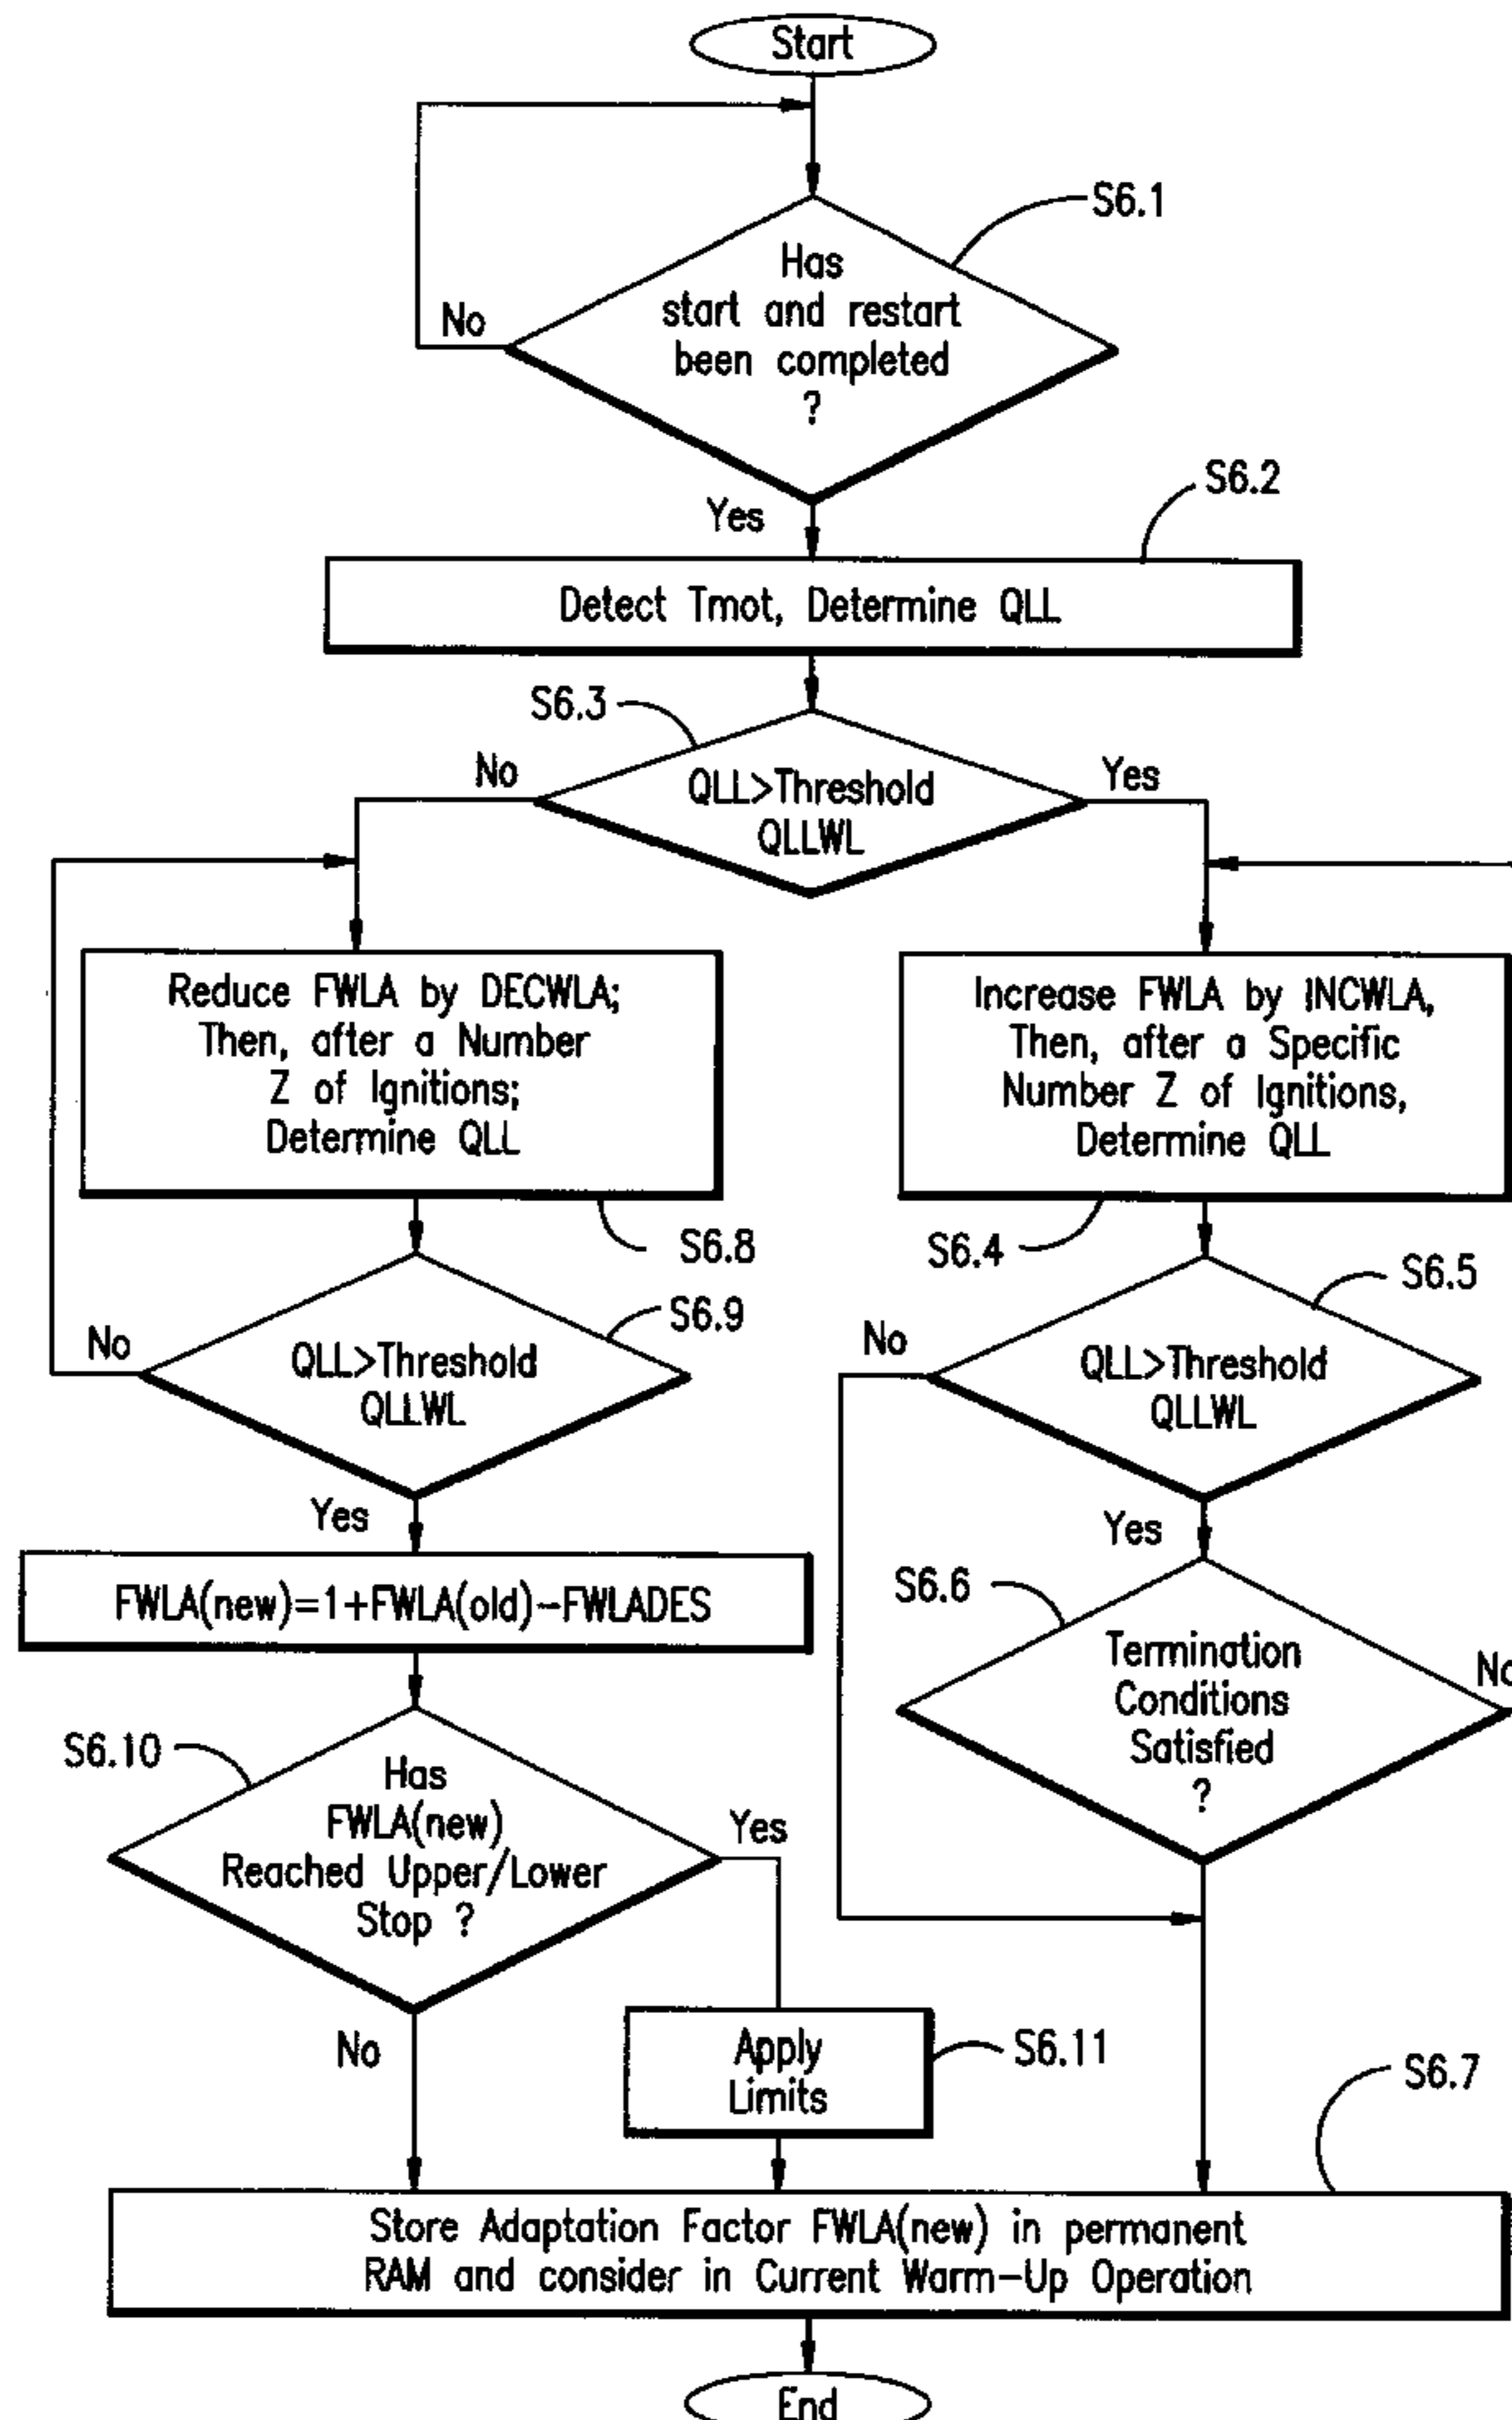 Start
S6.1
Has
start and restart
been completed
?
No
Yes
S6.2
Detect Tmot, Determine QLL
S6.3
No
QLL>Threshold
QLLWL
Yes
Reduce FWLA by DECWLA;
Then, after a Number
Z of Ignitions;
Determine QLL
Increase FWLA by INCWLA,
Then, after a Specific
Number Z of Ignitions,
Determine QLL
S6.8
S6.4
S6.9
S6.5
No
QLL>Threshold
QLLWL
No
QLL>Threshold
QLLWL
Yes
Yes
FWLA(new)=1+FWLA(old)-FWLADES
S6.6
Termination
Conditions
Satisfied
?
No
S6.10
Has
FWLA(new)
Reached Upper/Lower
Stop ?
Yes
No
Apply
Limits
S6.11
S6.7
Store Adaptation Factor FWLA(new) in permanent
RAM and consider in Current Warm-Up Operation
End